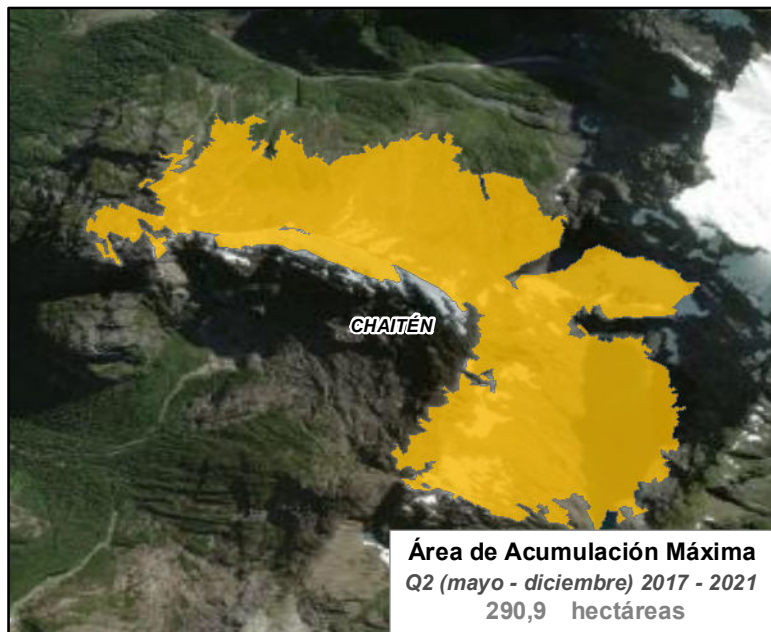 CHAITÉN
Área de Acumulación Máxima
Q2 (mayo - diciembre) 2017 - 2021
290,9 hectáreas